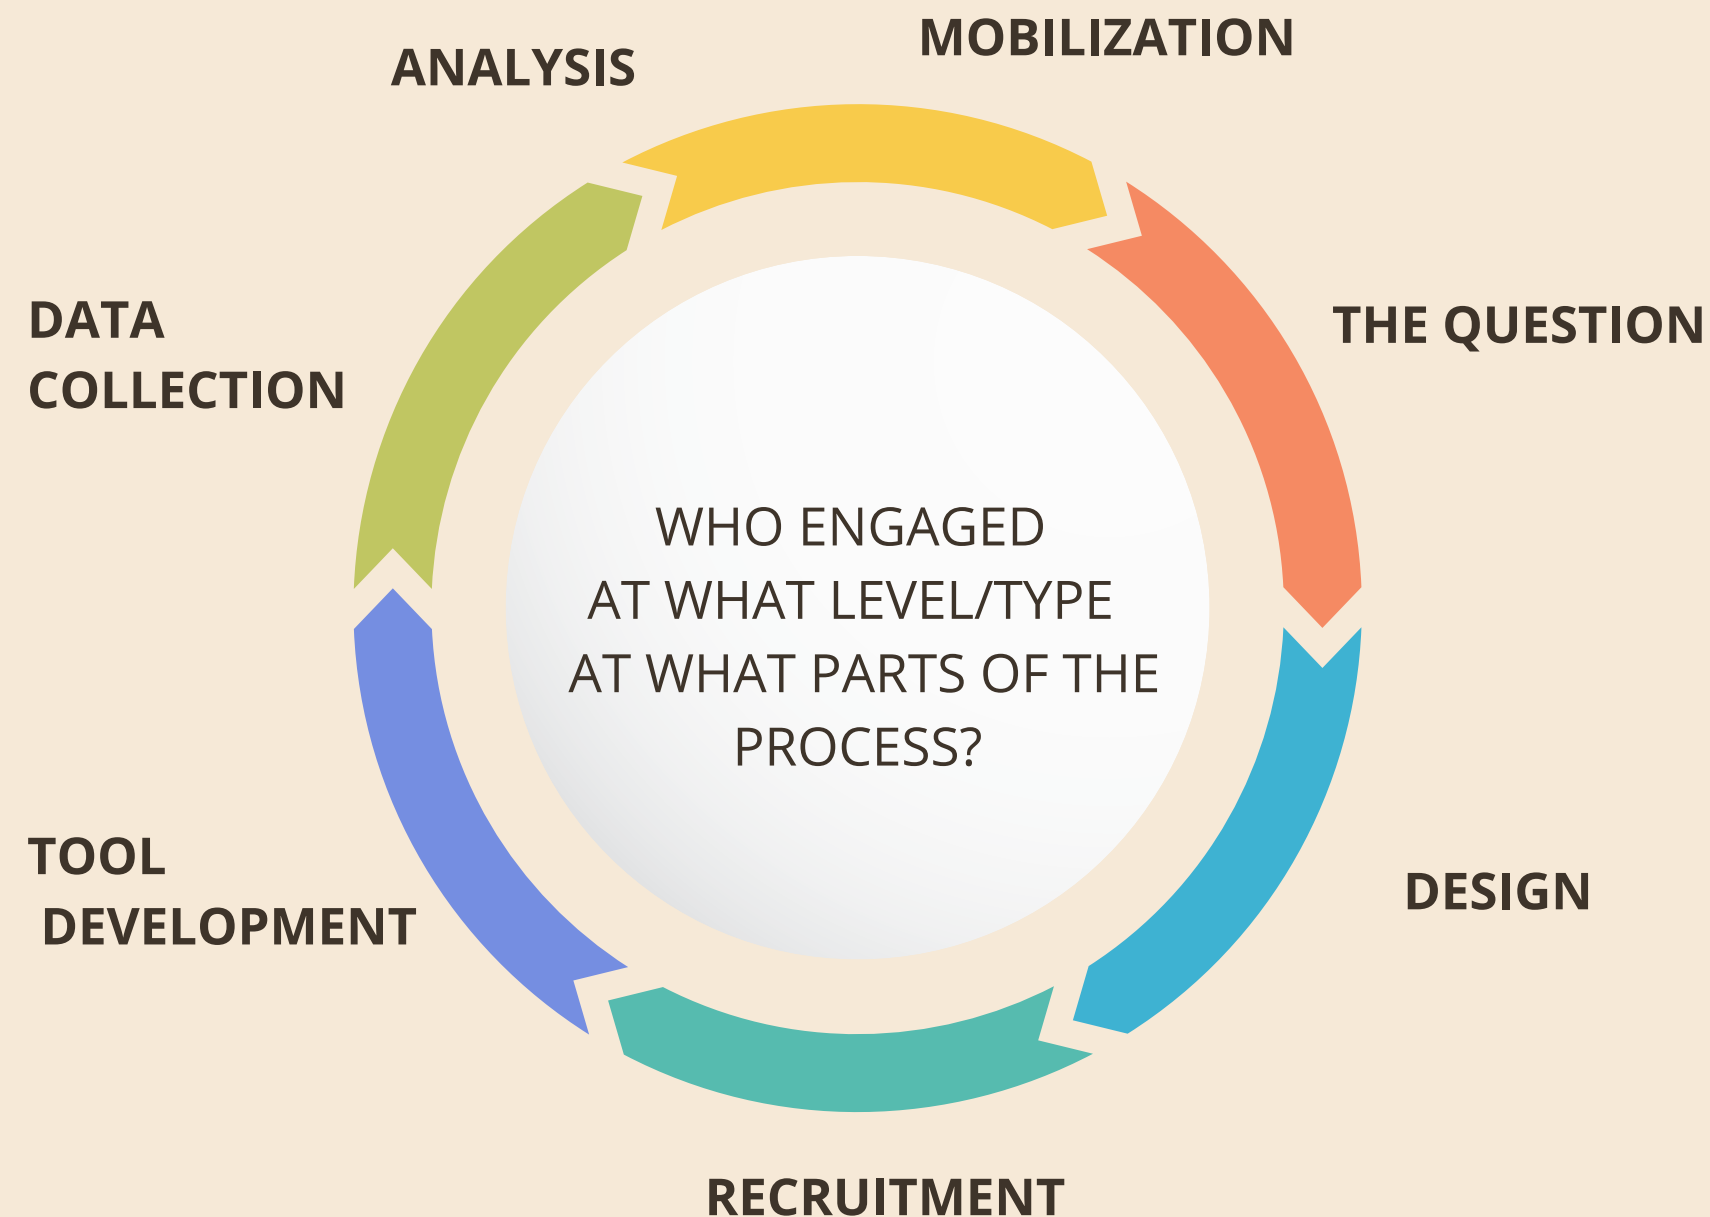 MOBILIZATION
ANALYSIS
THE QUESTION
DATA
COLLECTION
WHO ENGAGED
AT WHAT LEVEL/TYPE
AT WHAT PARTS OF THE
PROCESS?
TOOL
DEVELOPMENT
DESIGN
RECRUITMENT